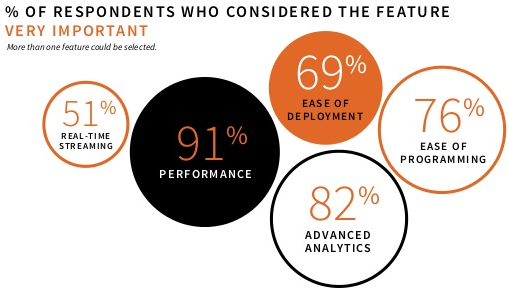 % OF RESPONDENTS WHO CONSIDERED THE FEATURE
VERY IMPORTANT
More than one feature could be selected.
51%
REAL-TIME
STREAMING
91%
PERFORMANCE
69%
EASE OF
DEPLOYMENT
76%
EASE OF
PROGRAMMING
82%
ADVANCED
ANALYTICS